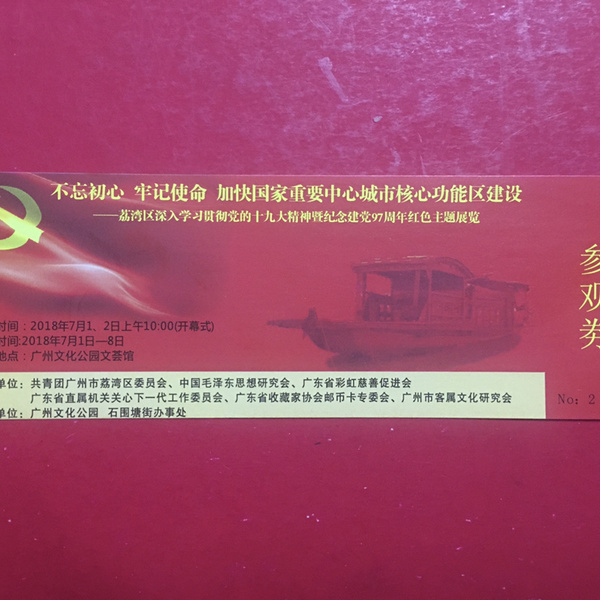 不忘初心 牢记使命 加快国家重要中心城市核心功能区建设
——荔湾区深入学习贯彻党的十九大精神暨纪念建党97周年红色主题展览
参观券
时间：2018年7月1、2日上午10:00(开幕式)
时间:2018年7月1日—8日
地点：广州文化公园文荟馆
单位：共青团广州市荔湾区委员会、中国毛泽东思想研究会、广东省彩虹慈善促进会
广东省直属机关关心下一代工作委员会、广东省收藏家协会邮币卡专委会、广州市客属文化研究会
单位：广州文化公园 石围塘街办事处
No：2